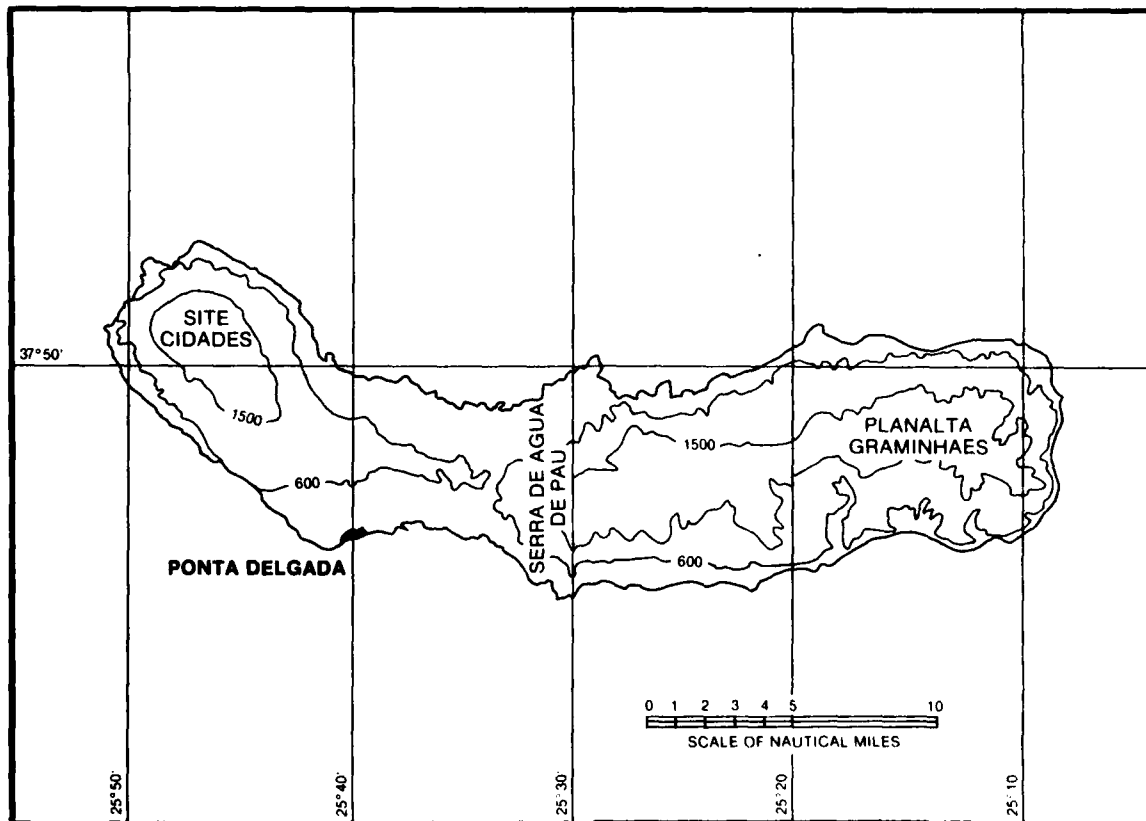 SITE
CIDADES
37°50'
1500
1500
PLANALTA
GRAMINHAES
SERRA DE AGUA
DE PAU
600
600
PONTA DELGADA
0 1 2 3 4 5 10
SCALE OF NAUTICAL MILES
25°50'
25°40'
25°30'
25°20'
25°10'